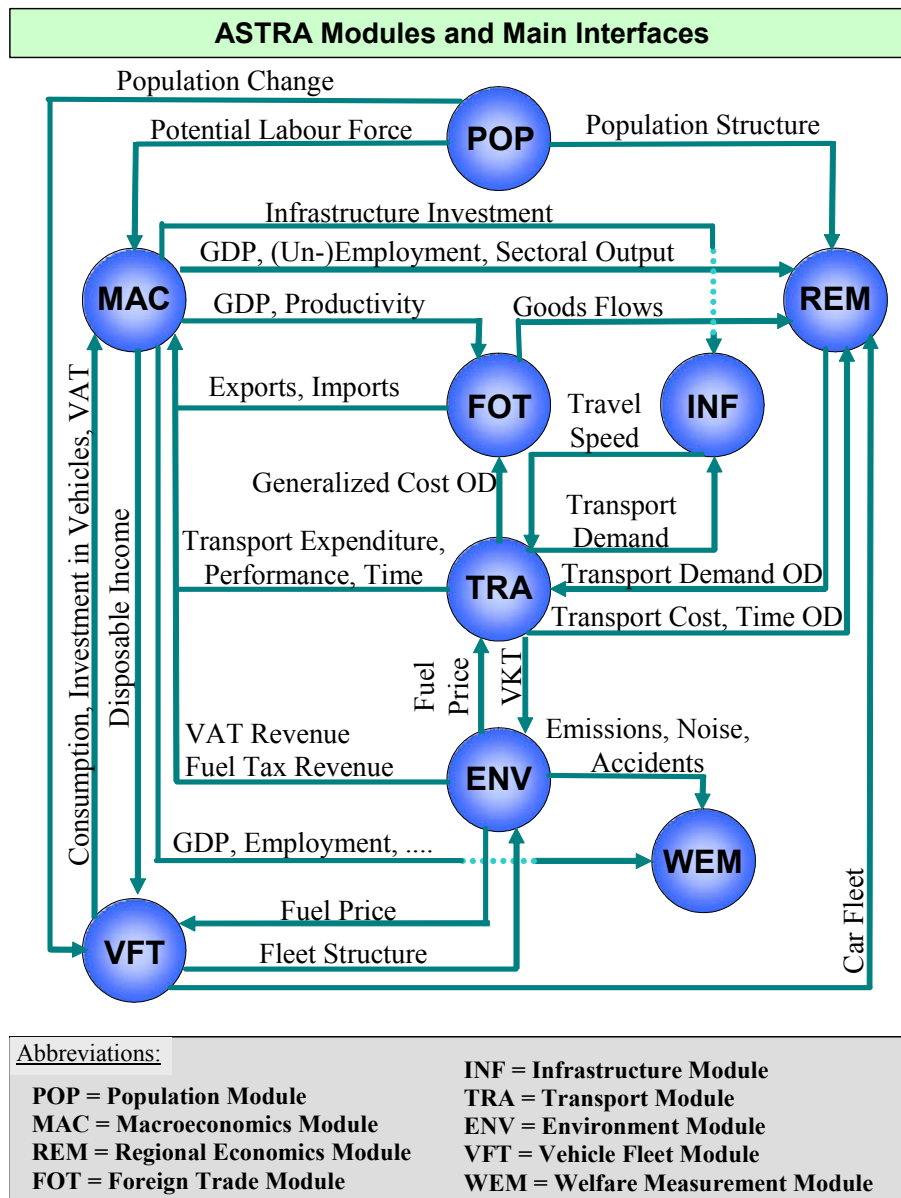 ASTRA Modules and Main Interfaces
Population Change
Potential Labour Force
POP
Population Structure
Infrastructure Investment
GDP, (Un-)Employment, Sectoral Output
MAC
REM
GDP, Productivity
Goods Flows
Exports, Imports
FOT
Travel
Speed
INF
Generalized Cost OD
Transport
Demand
Transport Expenditure,
Performance, Time
TRA
Transport Demand OD
Transport Cost, Time OD
Consumption, Investment in Vehicles, VAT
Disposable Income
Fuel
Price
VKT
VAT Revenue
Fuel Tax Revenue
ENV
Emissions, Noise,
Accidents
GDP, Employment, ....
WEM
Fuel Price
VFT
Fleet Structure
Car Fleet
Abbreviations:
POP = Population Module
MAC = Macroeconomics Module
REM = Regional Economics Module
FOT = Foreign Trade Module
INF = Infrastructure Module
TRA = Transport Module
ENV = Environment Module
VFT = Vehicle Fleet Module
WEM = Welfare Measurement Module